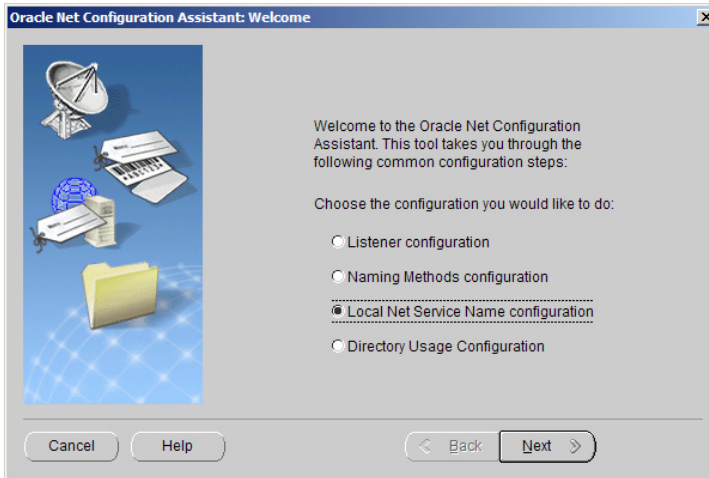 Oracle Net Configuration Assistant: Welcome
Welcome to the Oracle Net Configuration
Assistant. This tool takes you through the
following common configuration steps:
Choose the configuration you would like to do:
Listener configuration
Naming Methods configuration
Local Net Service Name configuration
Directory Usage Configuration
Cancel
Help
Back
Next